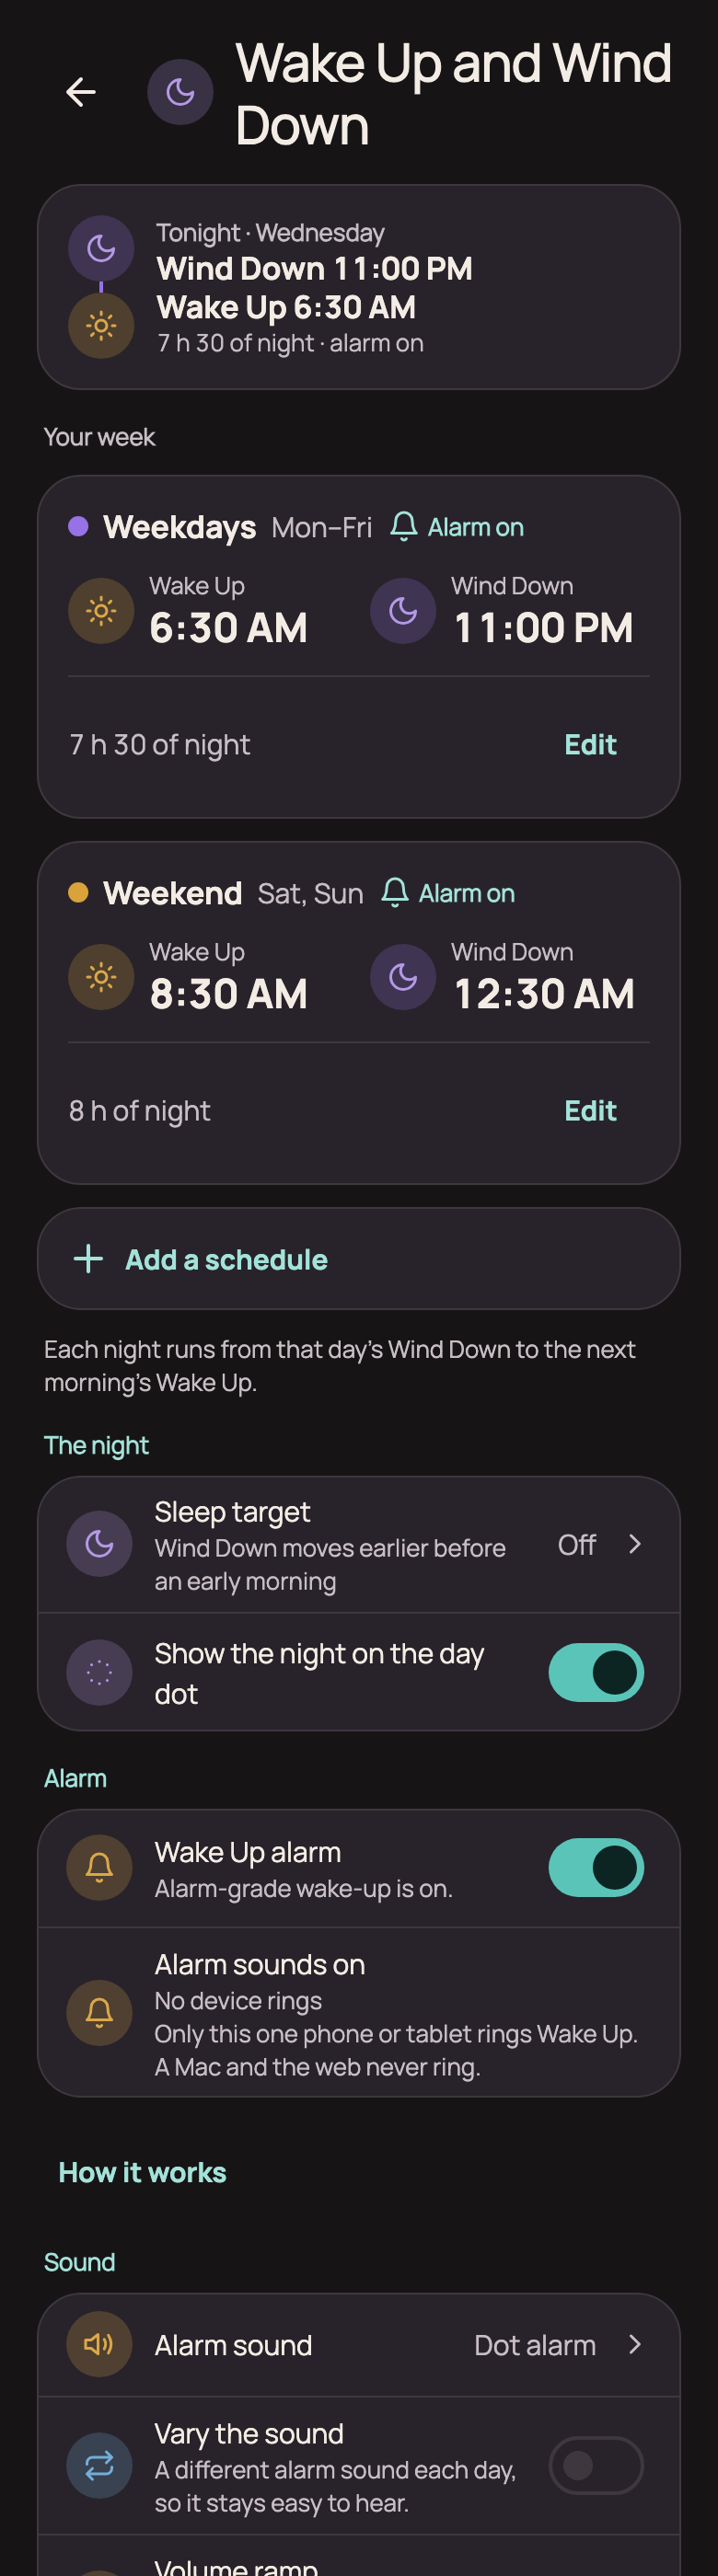 Wake Up and Wind
Down
Tonight · Wednesday
Wind Down 11:00 PM
Wake Up 6:30 AM
7 h 30 of night · alarm on
Your week
Weekdays Mon–Fri Alarm on
Wake Up
6:30 AM
Wind Down
11:00 PM
7 h 30 of night
Edit
Weekend Sat, Sun Alarm on
Wake Up
8:30 AM
Wind Down
12:30 AM
8 h of night
Edit
Add a schedule
Each night runs from that day's Wind Down to the next
morning's Wake Up.
The night
Sleep target
Wind Down moves earlier before
an early morning
Off
Show the night on the day
dot
Alarm
Wake Up alarm
Alarm-grade wake-up is on.
Alarm sounds on
No device rings
Only this one phone or tablet rings Wake Up.
A Mac and the web never ring.
How it works
Sound
Alarm sound
Dot alarm
Vary the sound
A different alarm sound each day,
so it stays easy to hear.
Volume ramp